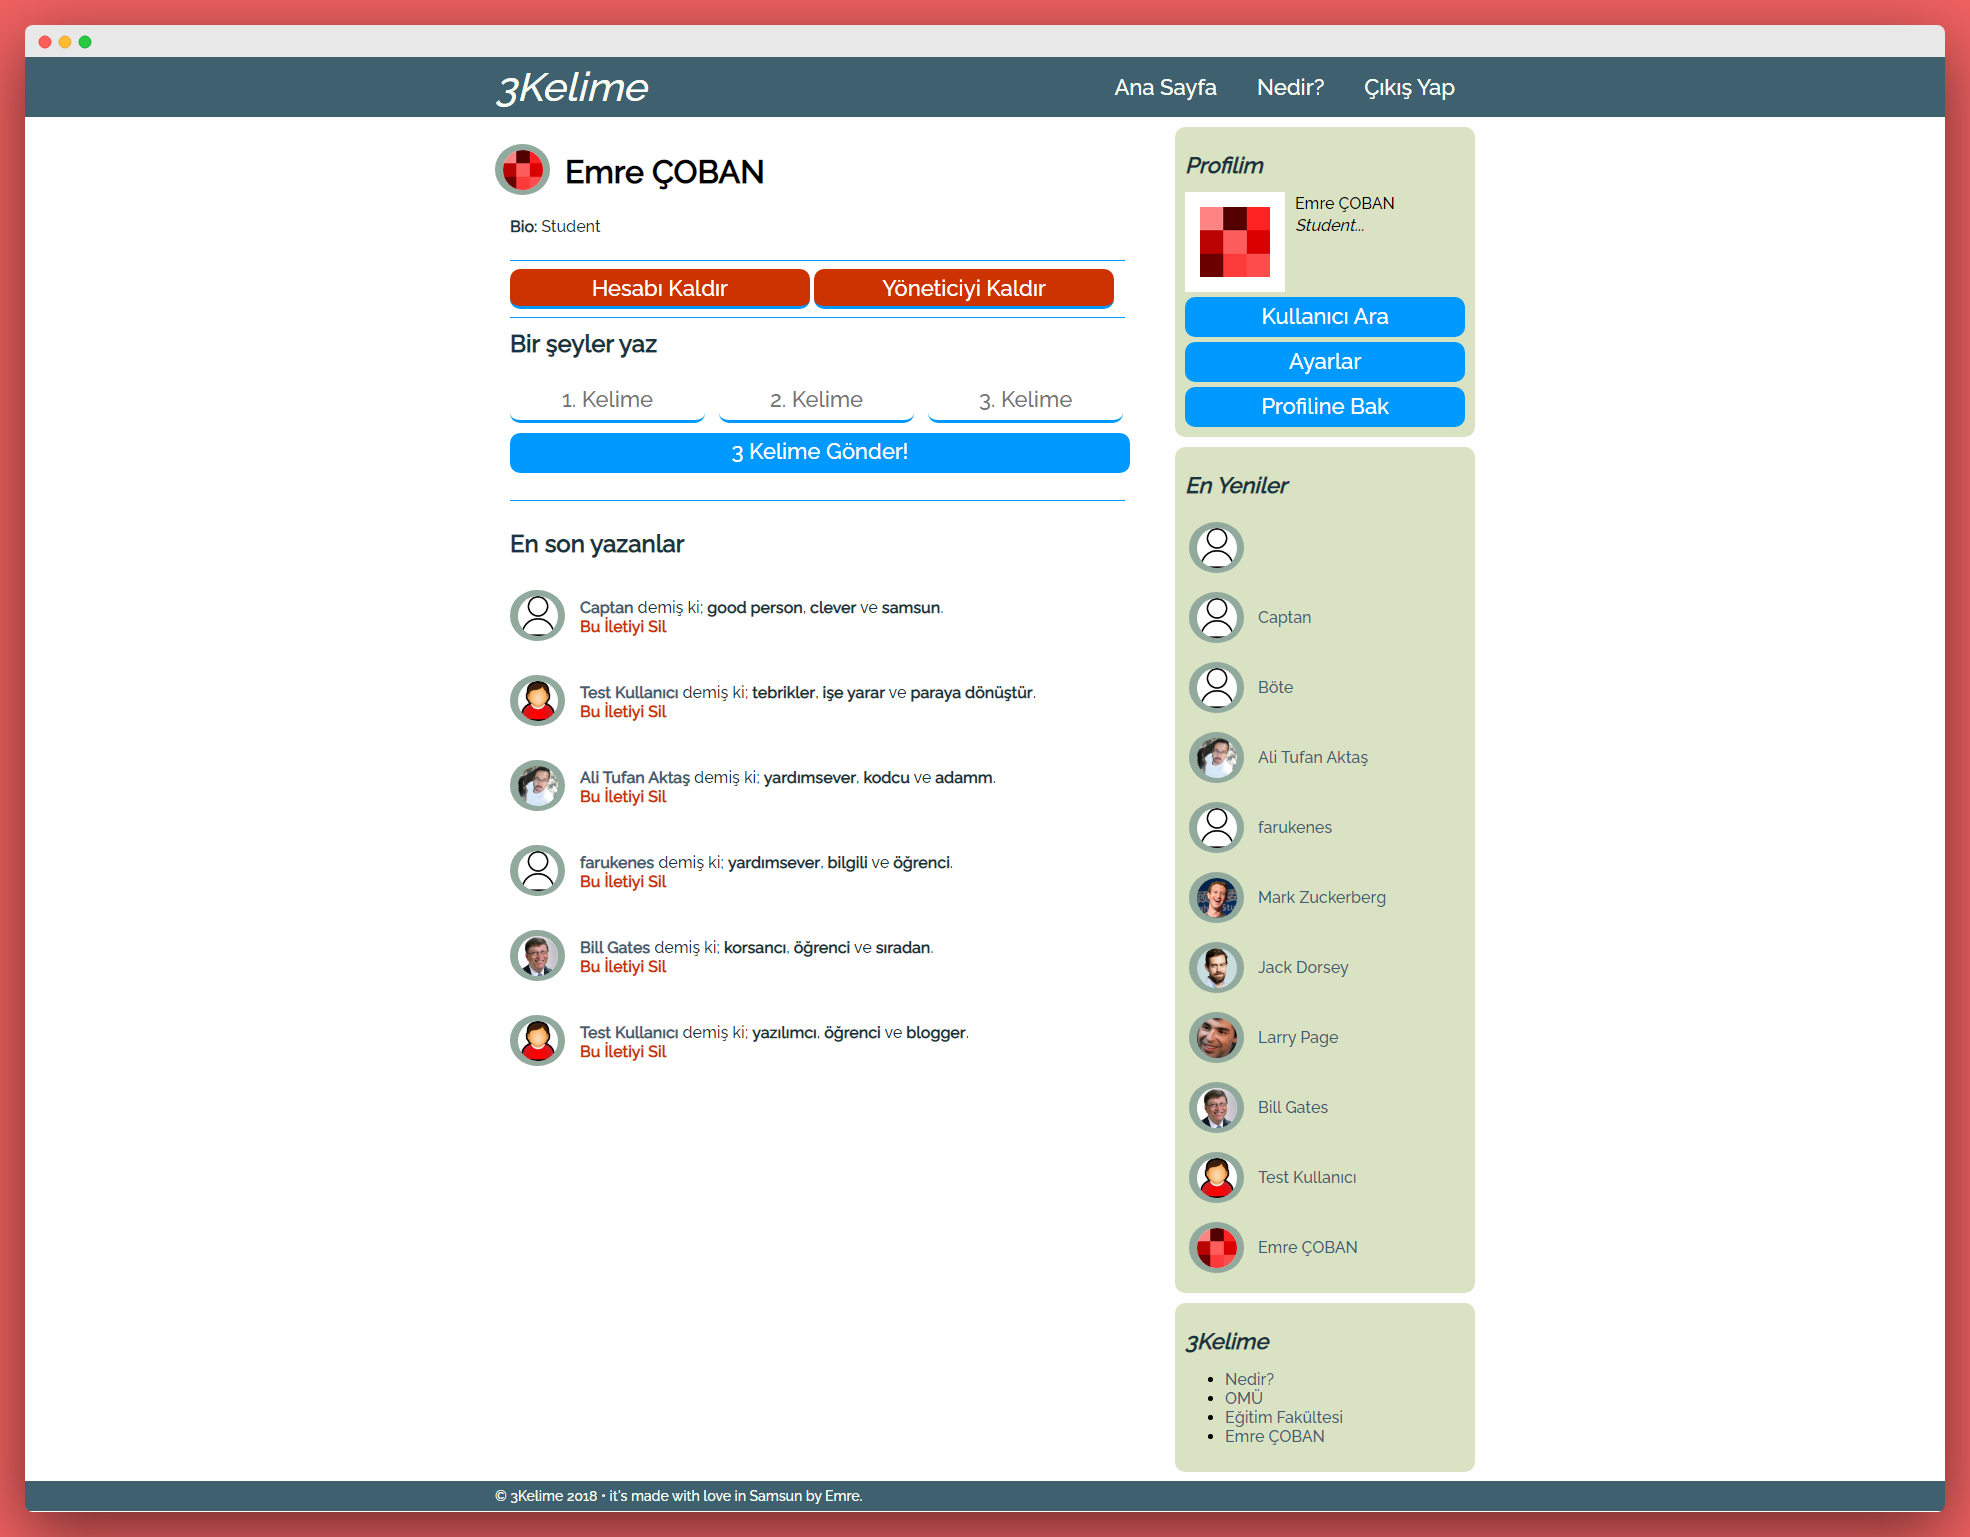 3Kelime
Ana Sayfa
Nedir?
Çıkış Yap
Emre ÇOBAN
Bio: Student
Hesabı Kaldır
Yöneticiyi Kaldır
Bir şeyler yaz
1. Kelime
2. Kelime
3. Kelime
3 Kelime Gönder!
En son yazanlar
Captan demiş ki; good person, clever ve samsun.
Bu İletiyi Sil
Test Kullanıcı demiş ki; tebrikler, işe yarar ve paraya dönüştür.
Bu İletiyi Sil
Ali Tufan Aktaş demiş ki; yardımsever, kodcu ve adamm.
Bu İletiyi Sil
farukenes demiş ki; yardımsever, bilgili ve öğrenci.
Bu İletiyi Sil
Bill Gates demiş ki; korsancı, öğrenci ve sıradan.
Bu İletiyi Sil
Test Kullanıcı demiş ki; yazılımcı, öğrenci ve blogger.
Bu İletiyi Sil
Profilim
Emre ÇOBAN
Student...
Kullanıcı Ara
Ayarlar
Profiline Bak
En Yeniler
Captan
Böte
Ali Tufan Aktaş
farukenes
Mark Zuckerberg
Jack Dorsey
Larry Page
Bill Gates
Test Kullanıcı
Emre ÇOBAN
3Kelime
• Nedir?
• OMÜ
• Eğitim Fakültesi
• Emre ÇOBAN
© 3Kelime 2018 • it's made with love in Samsun by Emre.